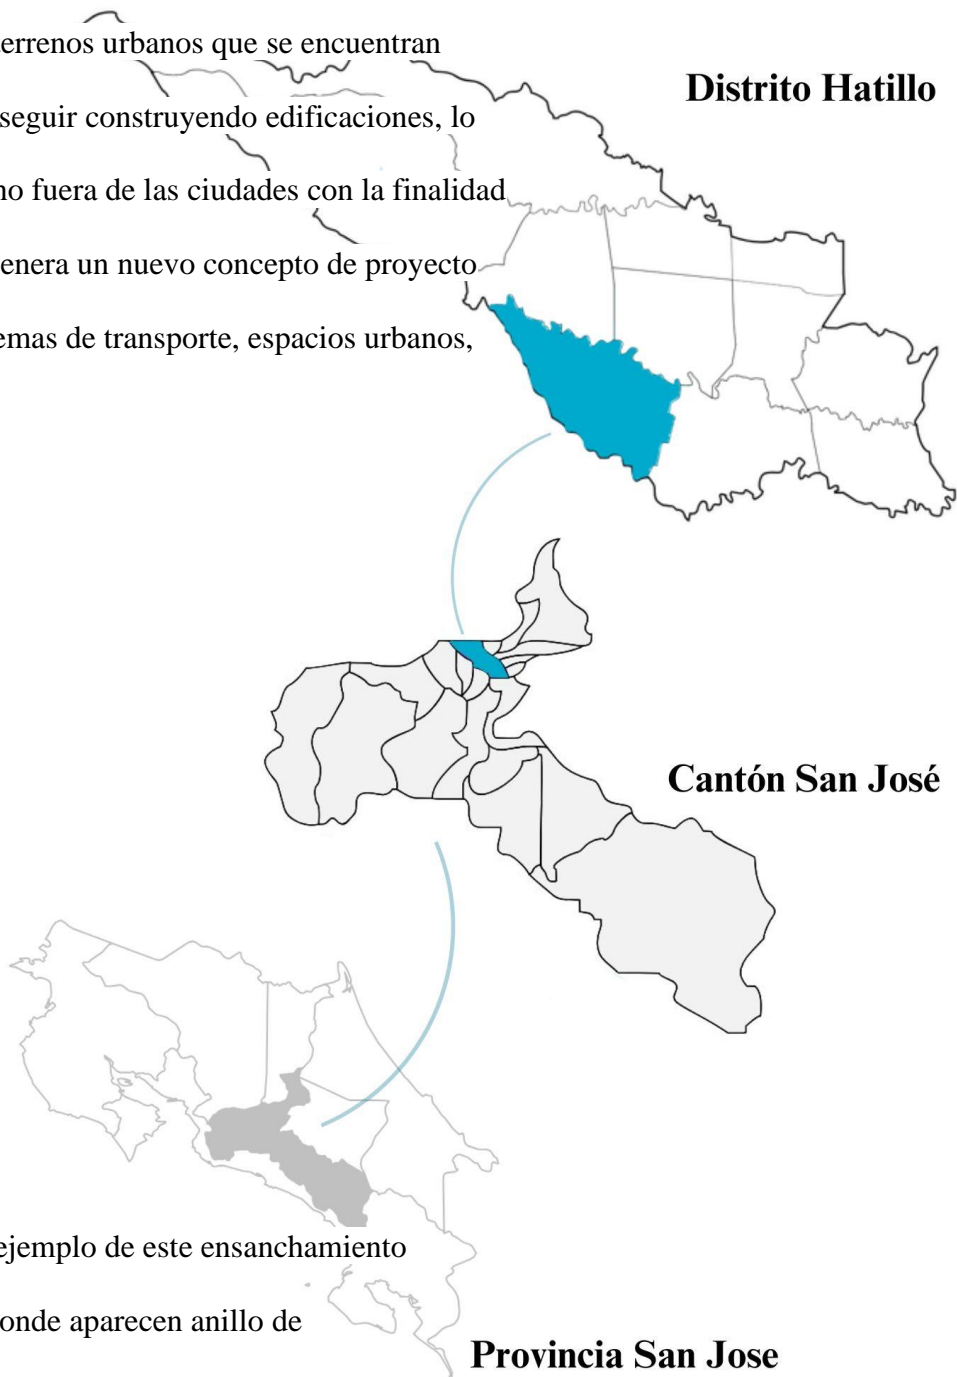 errenos urbanos que se encuentran
Distrito Hatillo
seguir construyendo edificaciones, lo
no fuera de las ciudades con la finalidad
enera un nuevo concepto de proyecto
emas de transporte, espacios urbanos,
Cantón San José
ejemplo de este ensanchamiento
onde aparecen anillo de
Provincia San Jose